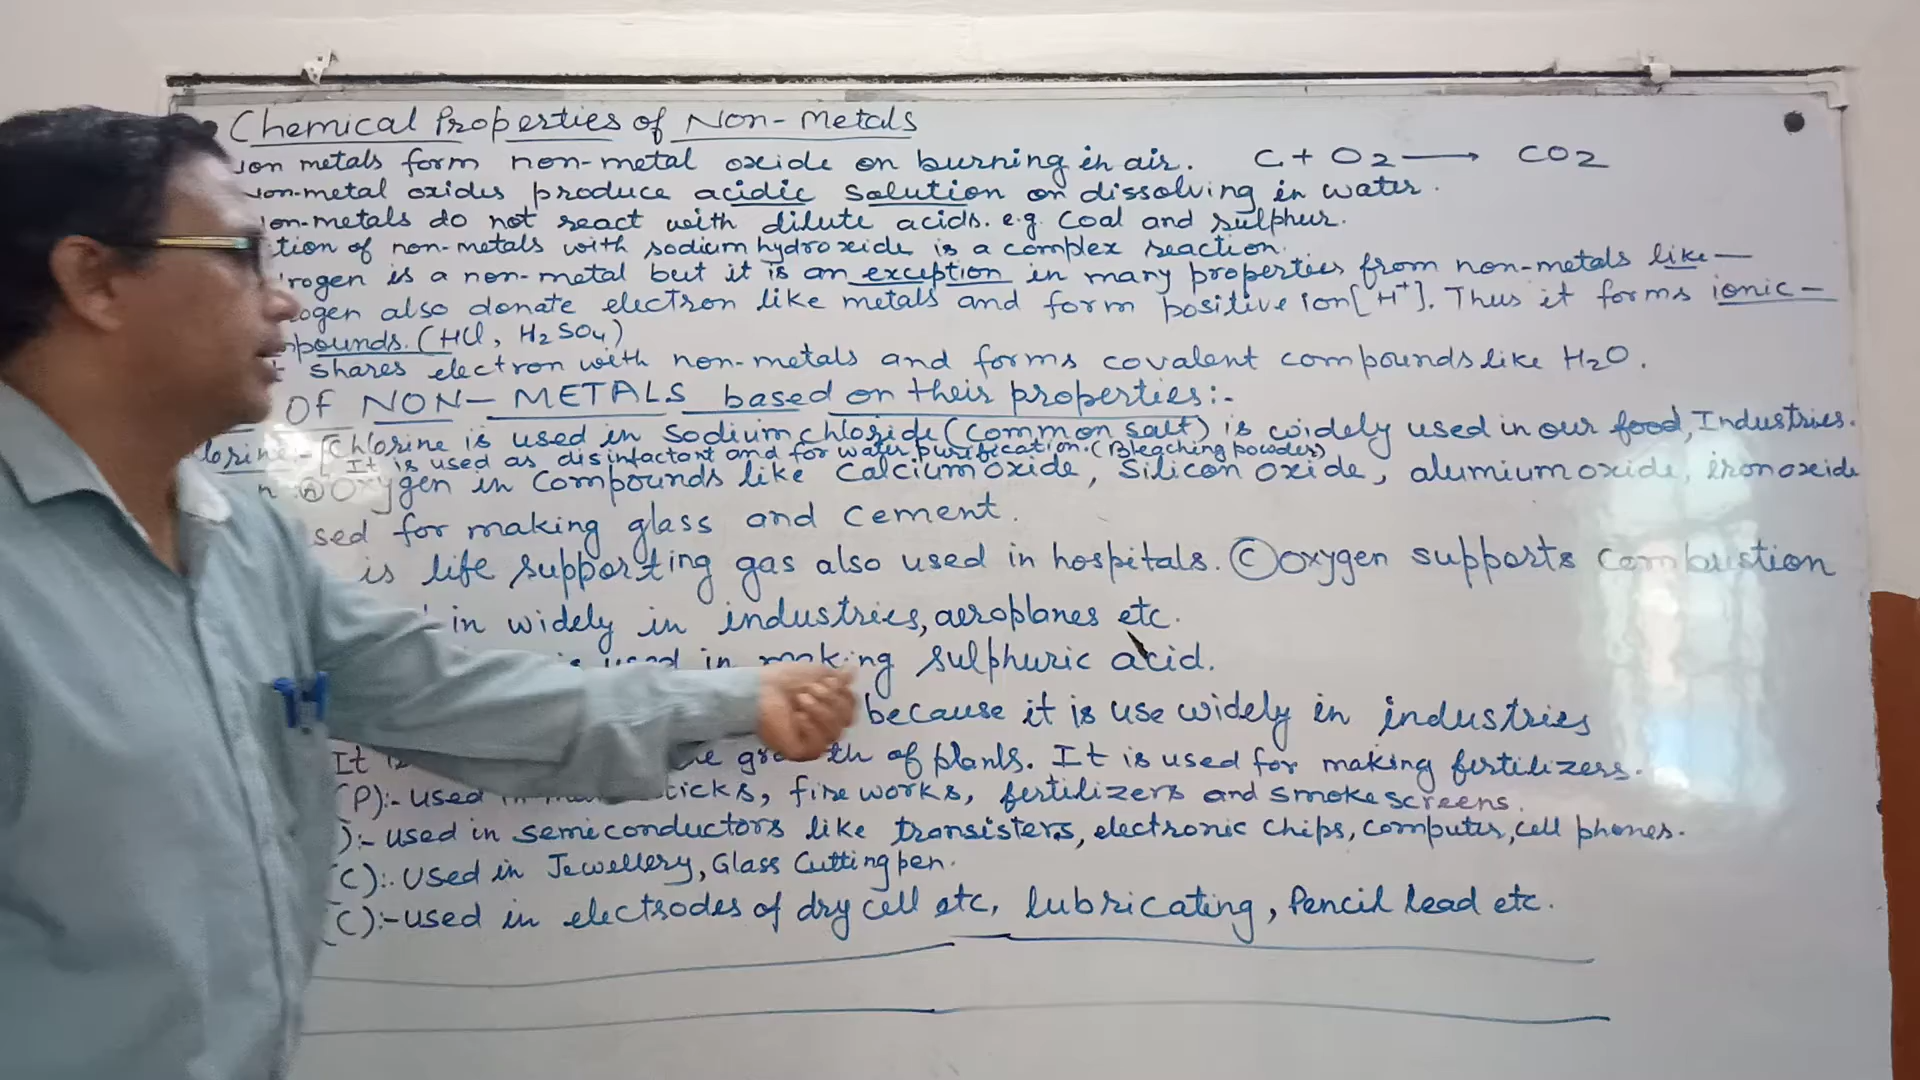 Chemical Properties of Non-Metals
metals form non-metal oxide on burning in air. C + O2 ⟶ CO2
non-metal oxides produce acidic solution on dissolving in water.
on-metals do not react with dilute acids. e.g. Coal and sulphur.
tion of non-metals with sodium hydroxide is a complex reaction.
rogen is a non-metal but it is an exception in many properties from non-metals like—
ogen also donate electron like metals and form positive ion[H+]. Thus it forms ionic—
pounds. (HCl, H2SO4)
shares electron with non-metals and forms covalent compounds like H2O.
OF NON-METALS based on their properties:-
lorine:- Chlorine is used in Sodium chloride (Common salt) is widely used in our food, Industries.
It is used as disinfactant and for water purification. (Bleaching powder)
n: Ⓐ Oxygen in Compounds like Calcium oxide, Silicon oxide, alumium oxide, iron oxide
sed for making glass and cement.
is life supporting gas also used in hospitals. Ⓒ oxygen supports combustion
in widely in industries, aeroplanes etc.
is used in making sulphuric acid.
because it is use widely in industries
It growth of plants. It is used for making fertilizers.
(P):- used in ticks, fire works, fertilizers and smoke screens.
):- used in semiconductors like transisters, electronic chips, computer, cell phones.
(C):. Used in Jewellery, Glass Cutting pen.
(C):- used in electrodes of dry cell etc, lubricating, Pencil lead etc.